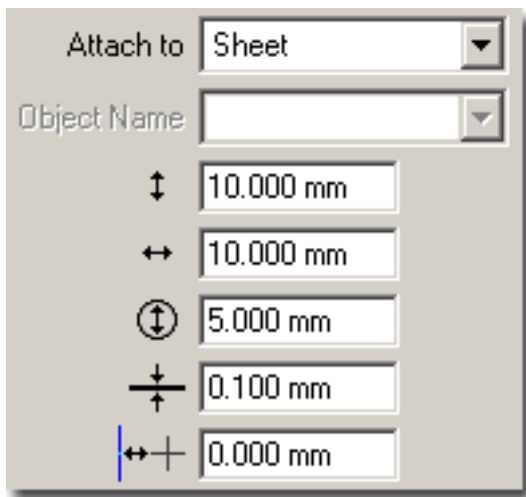 Attach to Sheet
Object Name
10.000 mm
10.000 mm
5.000 mm
0.100 mm
0.000 mm